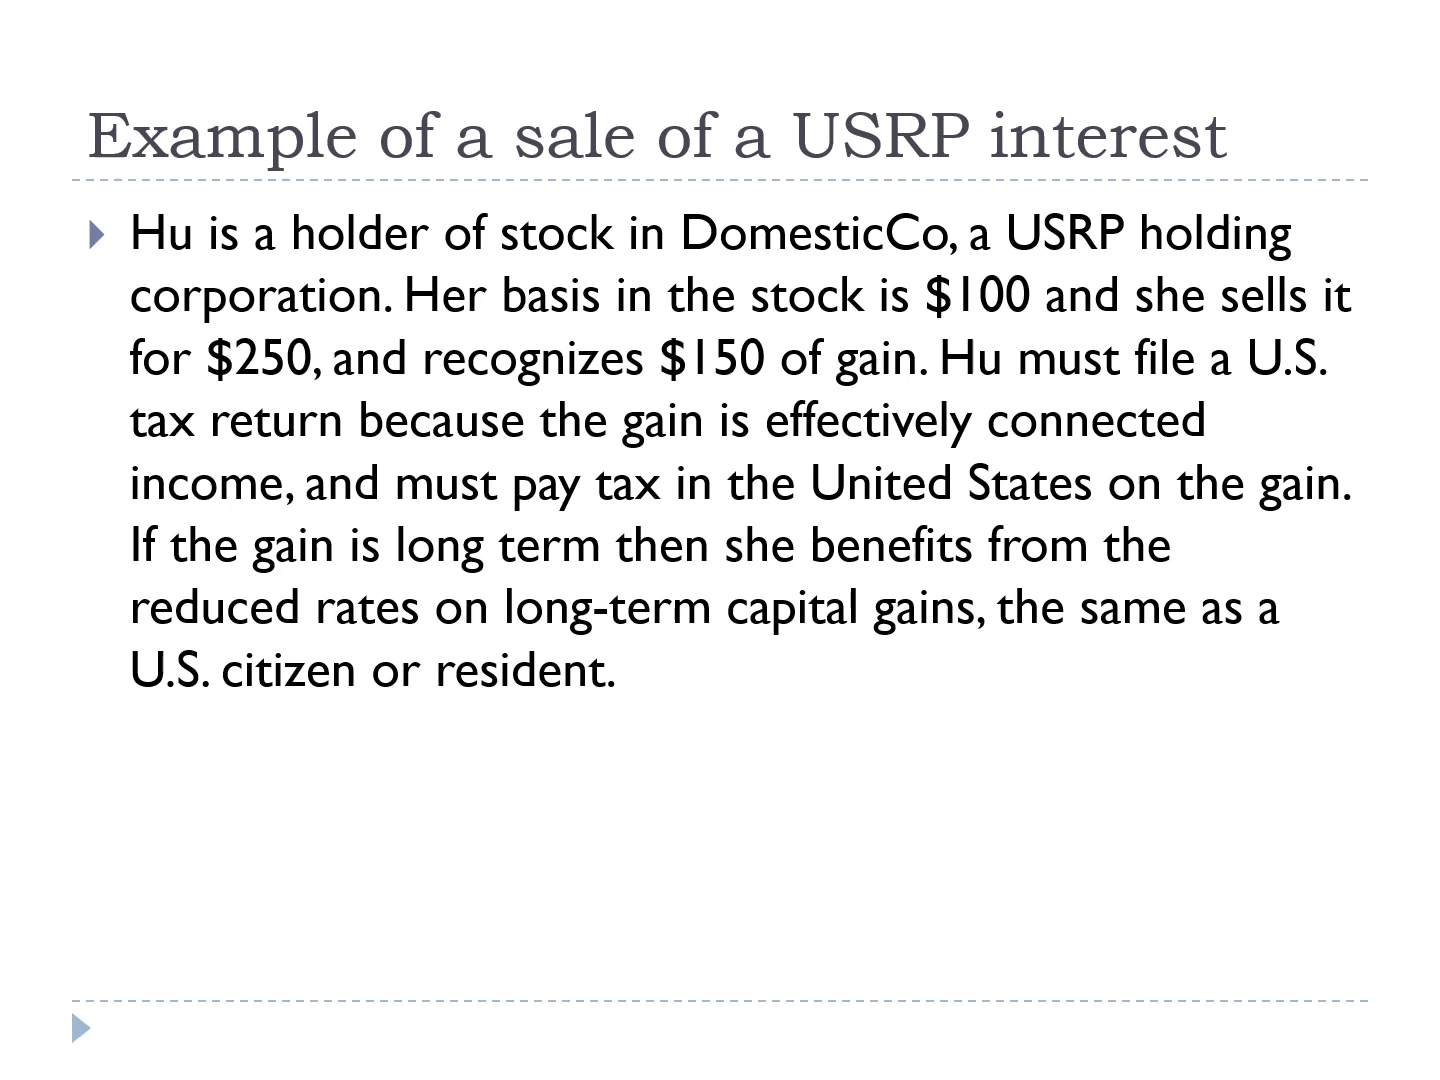 Example of a sale of a USRP interest
Hu is a holder of stock in DomesticCo, a USRP holding
corporation. Her basis in the stock is $100 and she sells it
for $250, and recognizes $150 of gain. Hu must file a U.S.
tax return because the gain is effectively connected
income, and must pay tax in the United States on the gain.
If the gain is long term then she benefits from the
reduced rates on long-term capital gains, the same as a
U.S. citizen or resident.